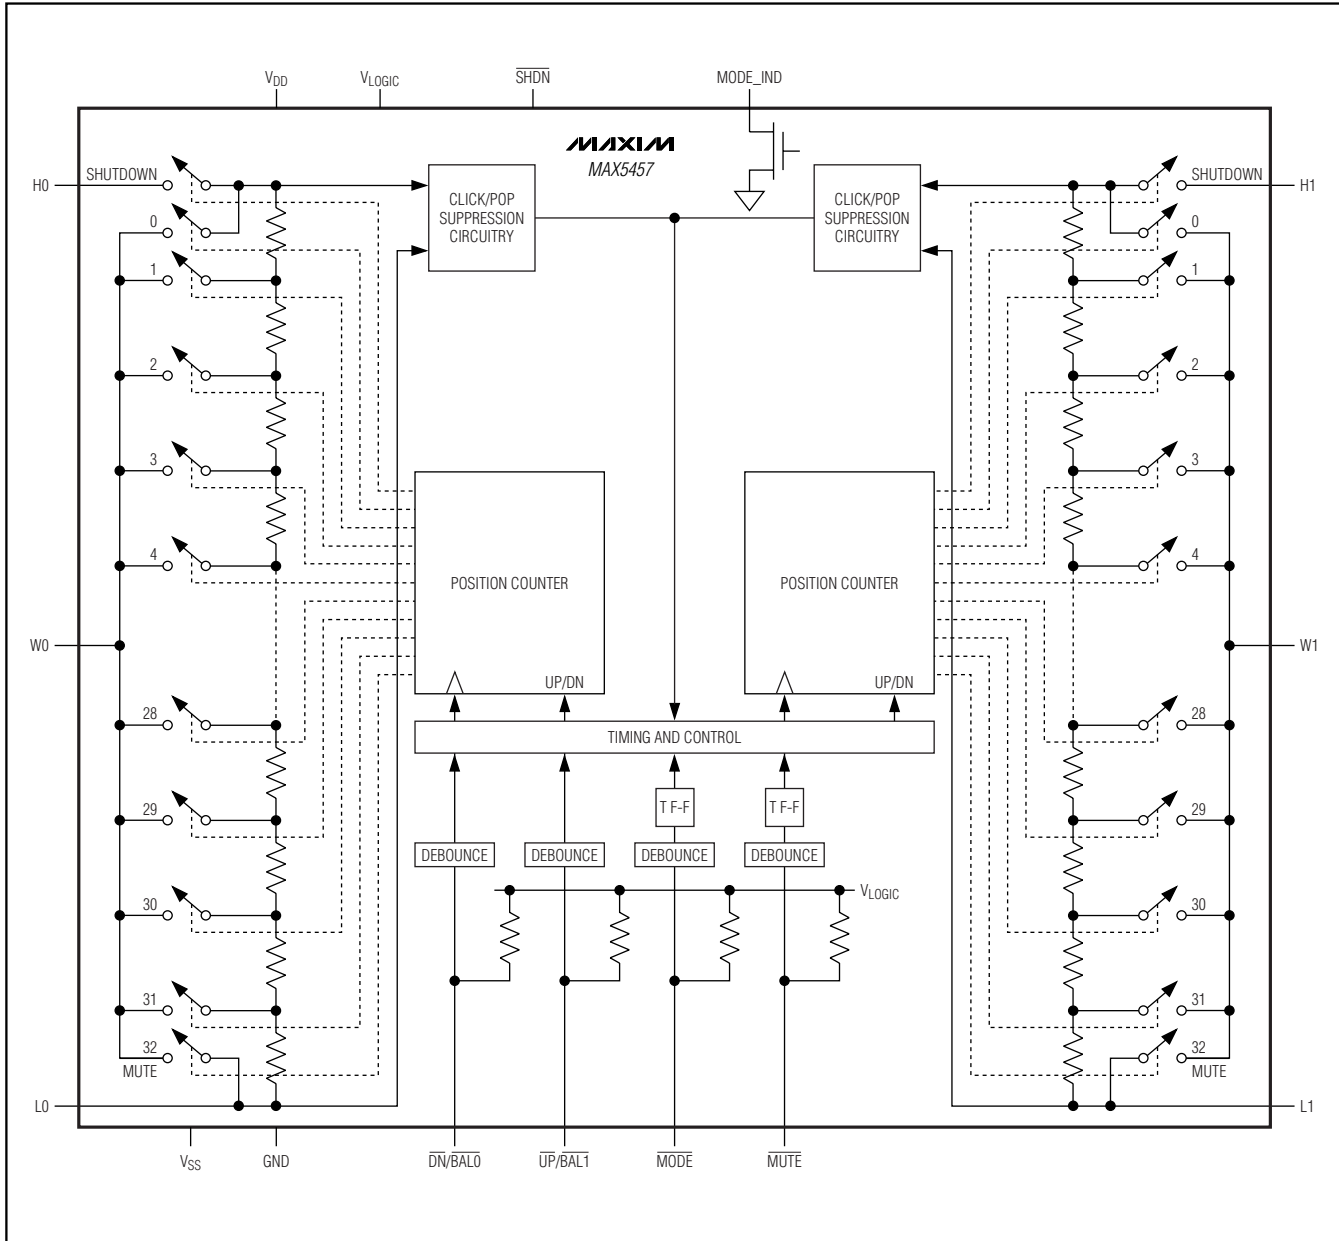 VDD VLOGIC SHDN MODE_IND
MAXIM
MAX5457
H0 SHUTDOWN
CLICK/POP
SUPPRESSION
CIRCUITRY
CLICK/POP
SUPPRESSION
CIRCUITRY
SHUTDOWN H1
0
1
2
3
4
W0
28
29
30
31
32
MUTE
L0
POSITION COUNTER
UP/DN
POSITION COUNTER
UP/DN
TIMING AND CONTROL
T F-F
T F-F
DEBOUNCE
DEBOUNCE
DEBOUNCE
DEBOUNCE
VLOGIC
0
1
2
3
4
W1
28
29
30
31
32
MUTE
L1
VSS GND DN/BAL0 UP/BAL1 MODE MUTE